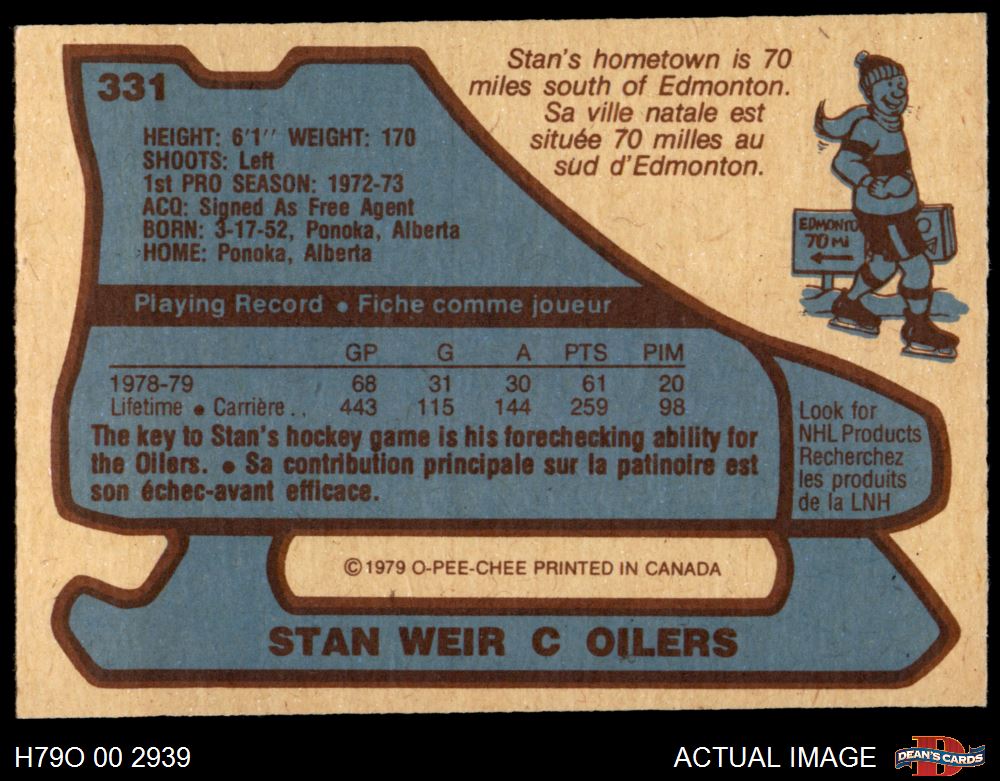 331
HEIGHT: 6'1'' WEIGHT: 170
SHOOTS: Left
1st PRO SEASON: 1972-73
ACQ: Signed As Free Agent
BORN: 3-17-52, Ponoka, Alberta
HOME: Ponoka, Alberta
Stan's hometown is 70
miles south of Edmonton.
Sa ville natale est
située 70 milles au
sud d'Edmonton.
EDMONTO
70 Mi
Playing Record • Fiche comme joueur
GP G A PTS PIM
1978-79 68 31 30 61 20
Lifetime • Carrière .. 443 115 144 259 98
The key to Stan's hockey game is his forechecking ability for
the Oilers. • Sa contribution principale sur la patinoire est
son échec-avant efficace.
Look for
NHL Products
Recherchez
les produits
de la LNH
© 1979 O-PEE-CHEE PRINTED IN CANADA
STAN WEIR C OILERS
H79O 00 2939
ACTUAL IMAGE
D
DEAN'S CARDS